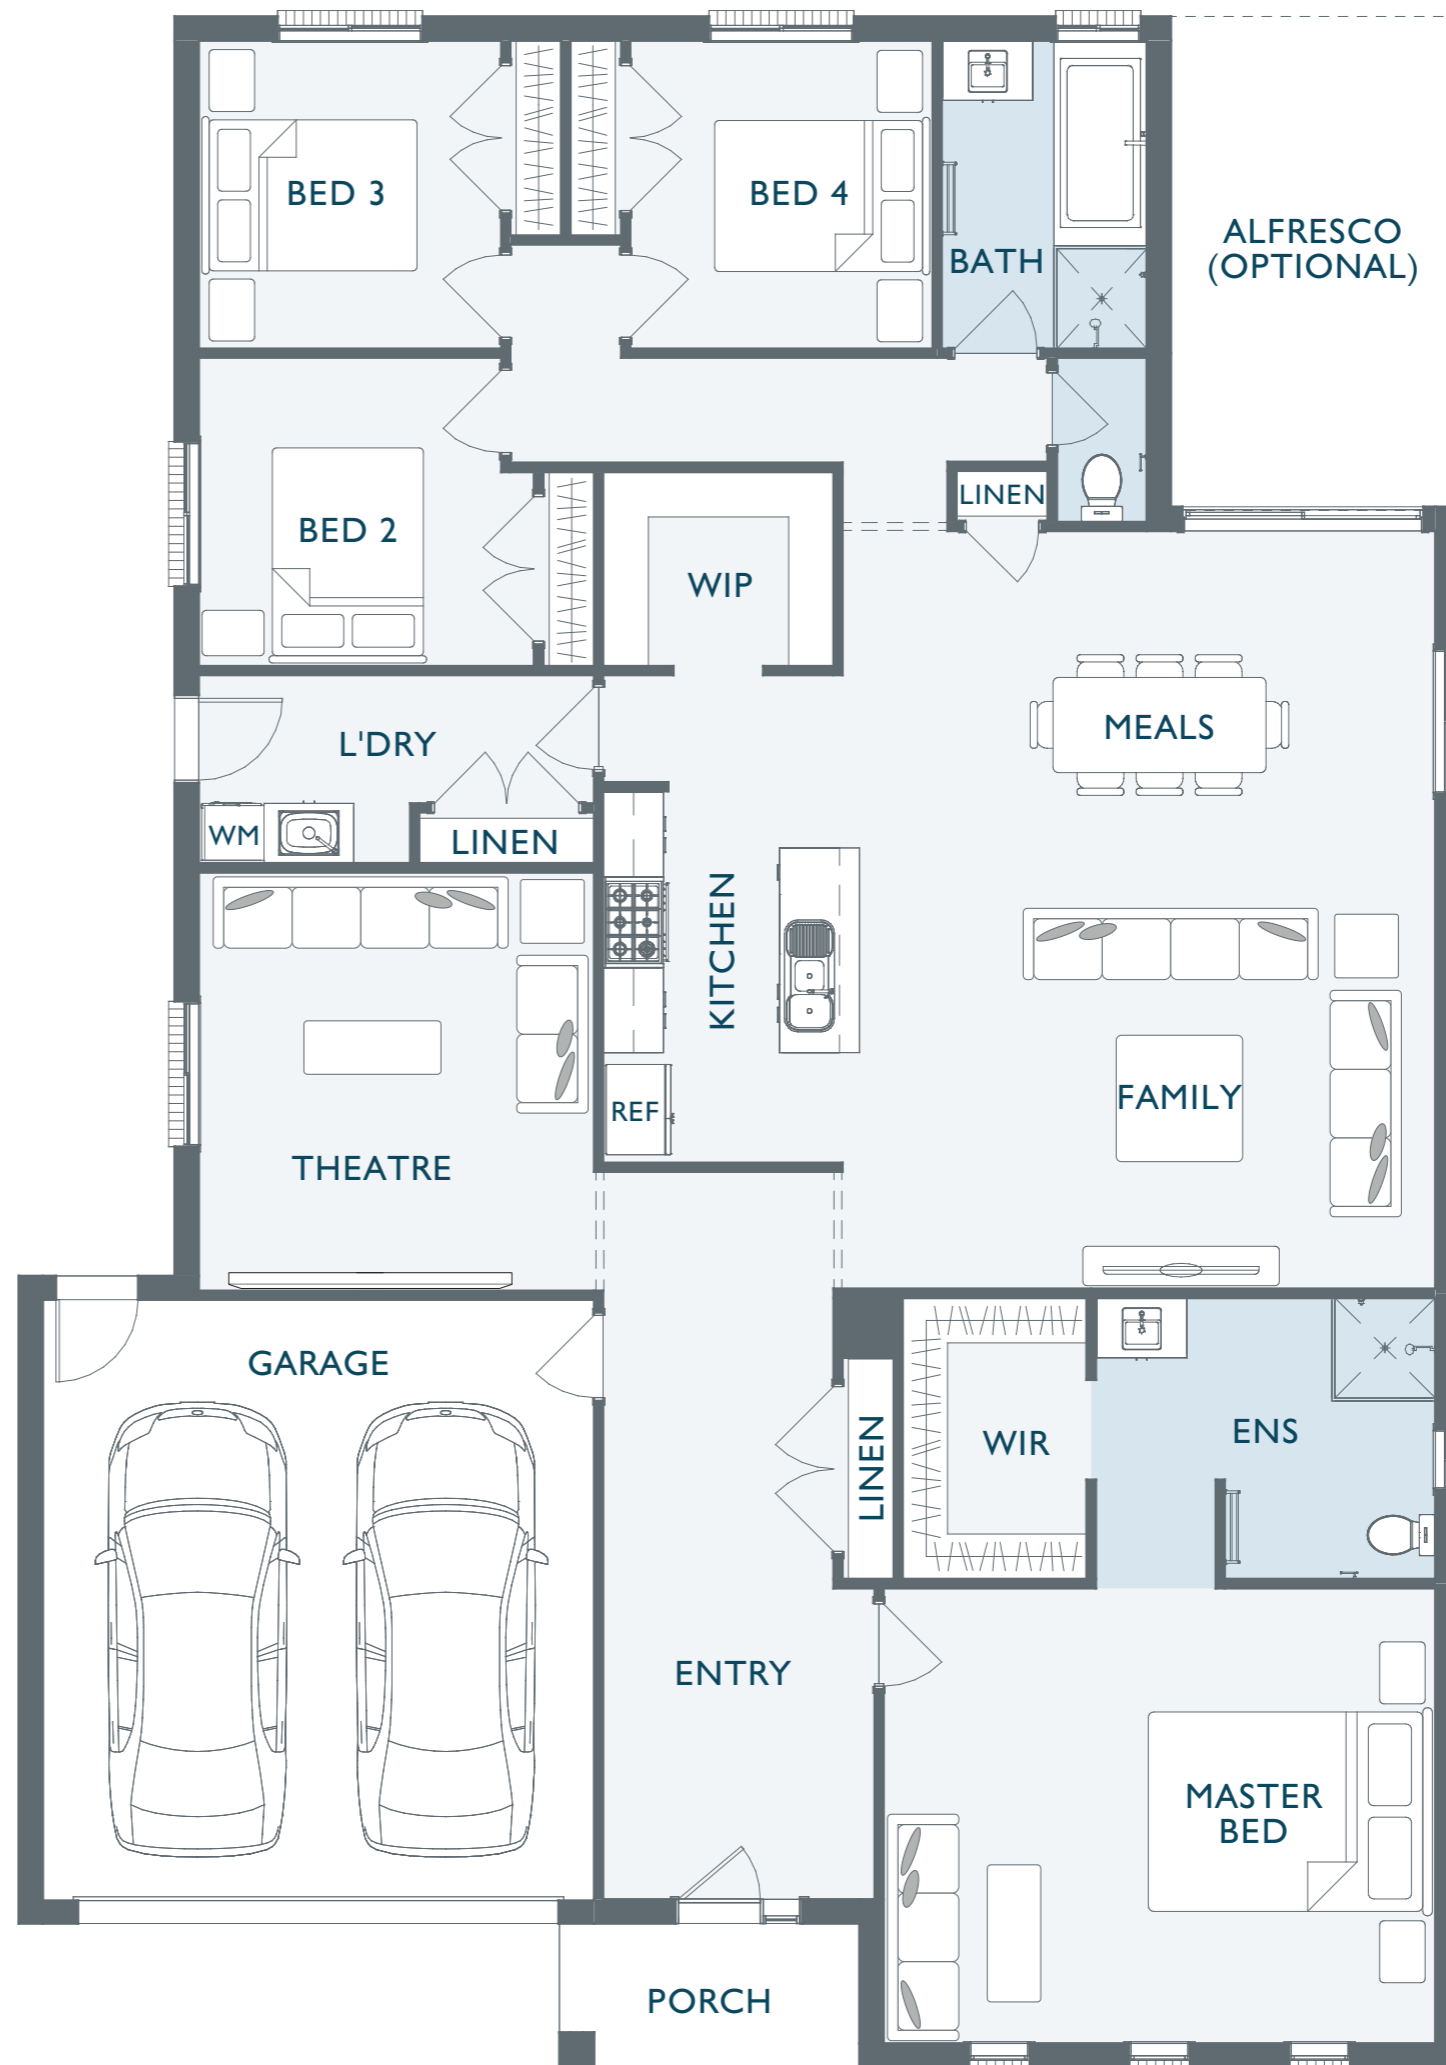 BED 3
BED 4
BATH
ALFRESCO
(OPTIONAL)
LINEN
BED 2
WIP
MEALS
L'DRY
WM
LINEN
KITCHEN
REF
FAMILY
THEATRE
GARAGE
LINEN
WIR
ENS
ENTRY
MASTER
BED
PORCH